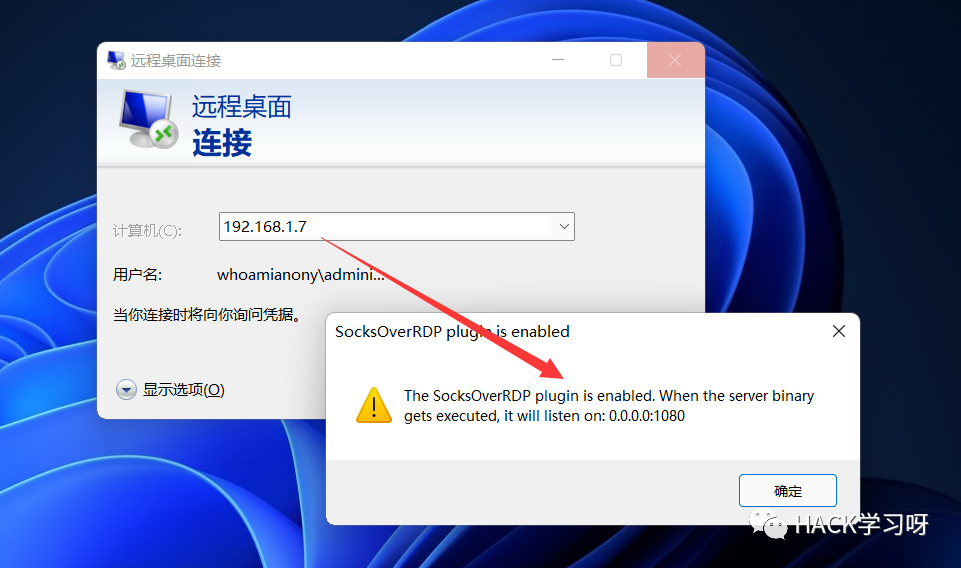 远程桌面连接
远程桌面
连接
计算机(C):
192.168.1.7
用户名:
whoamianony\admini...
当你连接时将向你询问凭据。
显示选项(O)
SocksOverRDP plugin is enabled
The SocksOverRDP plugin is enabled. When the server binary
gets executed, it will listen on: 0.0.0.0:1080
确定
HACK学习呀